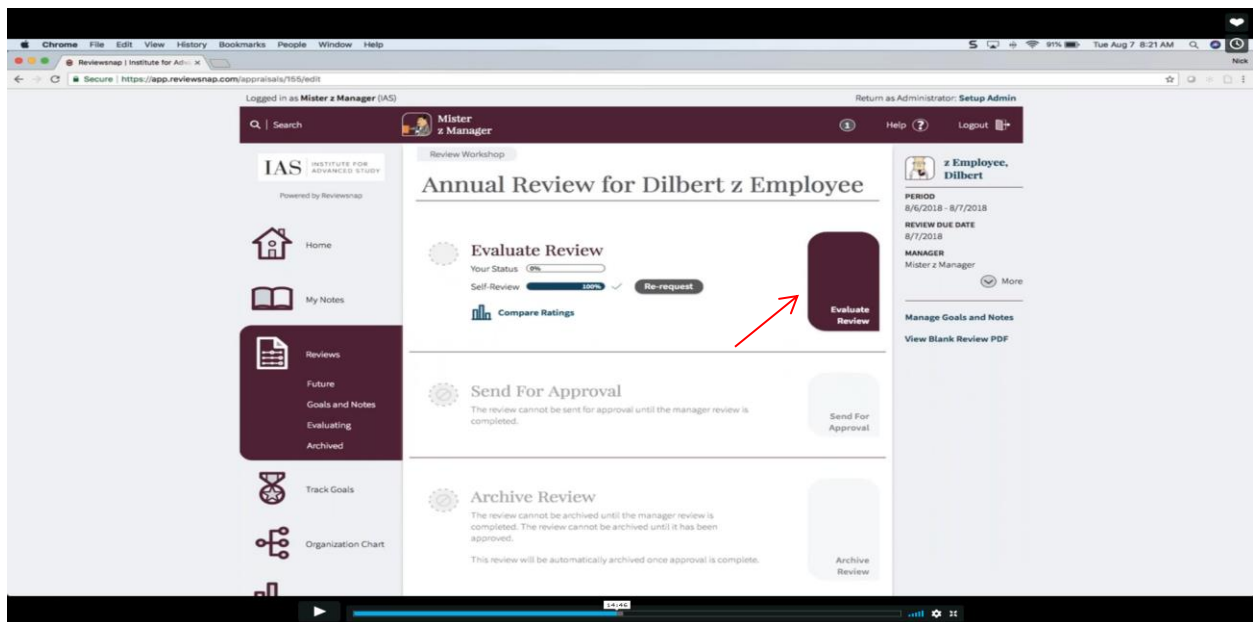 Chrome File Edit View History Bookmarks People Window Help
S 91% Tue Aug 7 8:21 AM
Reviewsnap | Institute for Adva
Nick
Secure | https://app.reviewsnap.com/appraisals/155/edit
Logged in as Mister z Manager (IAS)
Return as Administrator: Setup Admin
Search
Mister
z Manager
1
Help ?
Logout
IAS INSTITUTE FOR
ADVANCED STUDY
Powered by Reviewsnap
Home
My Notes
Reviews
Future
Goals and Notes
Evaluating
Archived
Track Goals
Organization Chart
Review Workshop
Annual Review for Dilbert z Employee
Evaluate Review
Your Status 0%
Self-Review 100% Re-request
Compare Ratings
Evaluate
Review
Send For Approval
The review cannot be sent for approval until the manager review is
completed.
Send For
Approval
Archive Review
The review cannot be archived until the manager review is
completed. The review cannot be archived until it has been
approved.
This review will be automatically archived once approval is complete.
Archive
Review
z Employee,
Dilbert
PERIOD
8/6/2018 - 8/7/2018
REVIEW DUE DATE
8/7/2018
MANAGER
Mister z Manager
More
Manage Goals and Notes
View Blank Review PDF
14:46